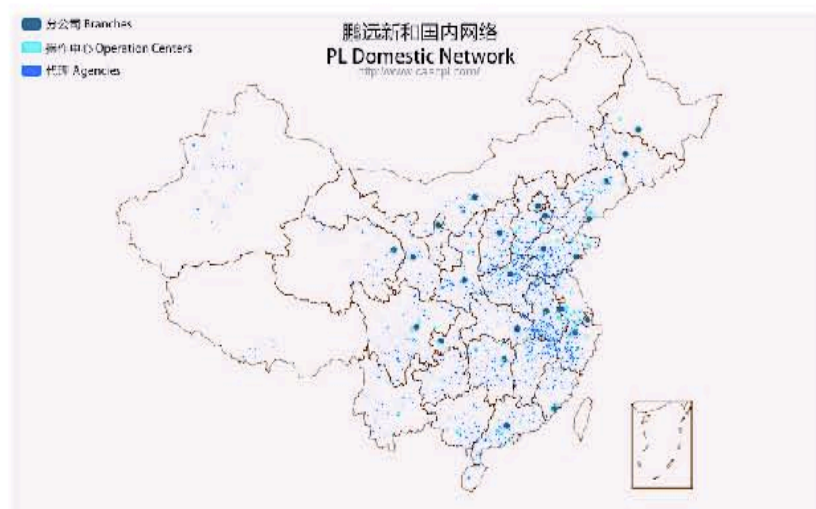 分公司 Branches
操作中心 Operation Centers
代理 Agencies
鹏远新和国内网络
PL Domestic Network